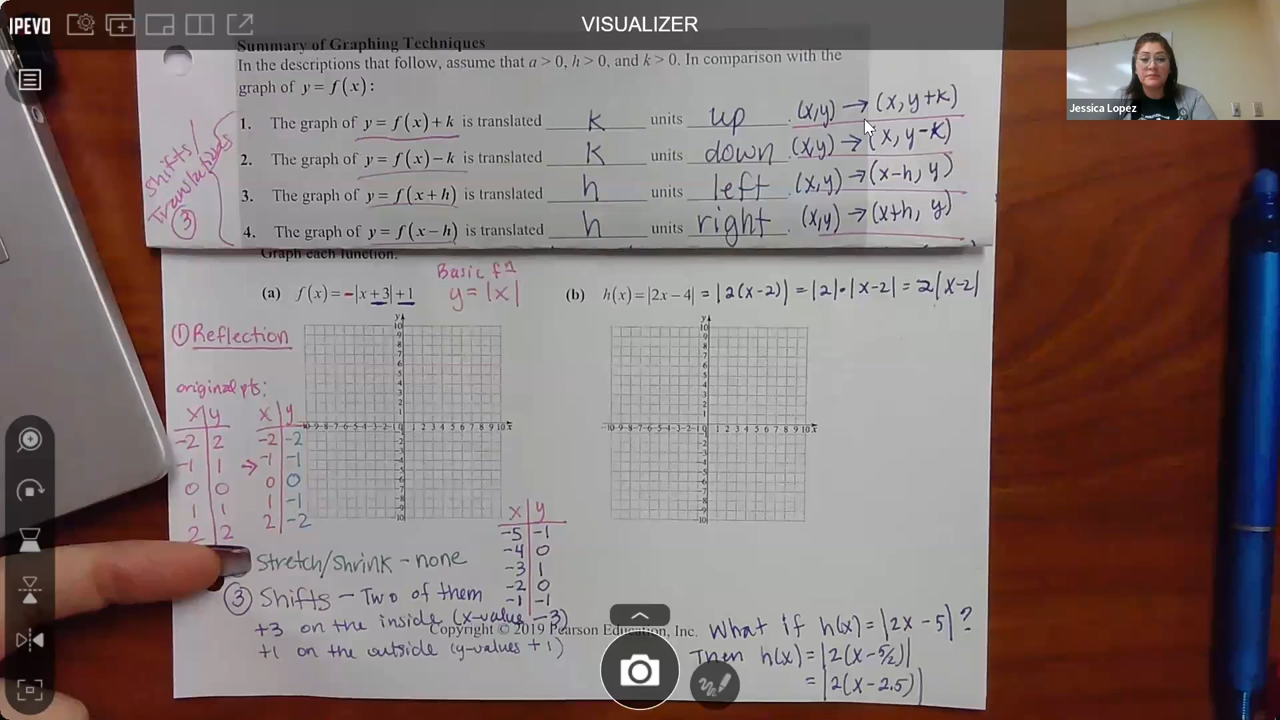 IPEVO
VISUALIZER
Jessica Lopez
Summary of Graphing Techniques
In the descriptions that follow, assume that a > 0, h > 0, and k > 0. In comparison with the
graph of y = f(x):
1. The graph of y = f(x) + k is translated k units up. (x,y) → (x, y+k)
2. The graph of y = f(x) − k is translated k units down. (x,y) → (x, y−k)
3. The graph of y = f(x + h) is translated h units left. (x,y) → (x−h, y)
4. The graph of y = f(x − h) is translated h units right. (x,y) → (x+h, y)
Shifts/
Translations
③
Graph each function.
Basic fn
y = |x|
(a) f(x) = −|x + 3| + 1
(b) h(x) = |2x − 4| = |2(x−2)| = |2|•|x−2| = 2|x−2|
① Reflection
original pts:
x y
-2 2
-1 1
0 0
1 1
2 2
→
x y
-2 -2
-1 -1
0 0
1 -1
2 -2
x y
-5 -1
-4 0
-3 1
-2 0
-1 -1
Stretch/Shrink – none
③ Shifts – Two of them
+3 on the inside (x-value −3)
+1 on the outside (y-values + 1)
Copyright © 2019 Pearson Education, Inc.
What if h(x) = |2x − 5| ?
Then h(x) = |2(x − 5/2)|
= |2(x − 2.5)|